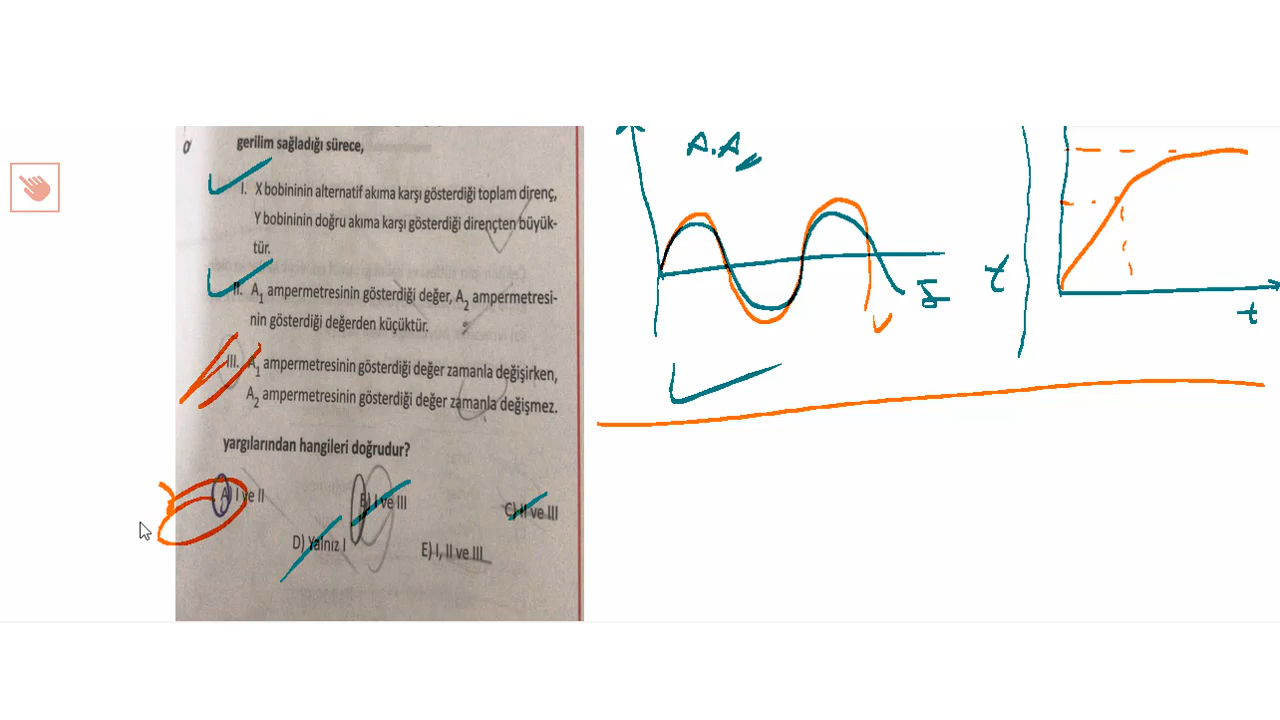 gerilim sağladığı sürece,
I. X bobininin alternatif akıma karşı gösterdiği toplam direnç,
Y bobininin doğru akıma karşı gösterdiği dirençten büyük-
tür.
II. A1 ampermetresinin gösterdiği değer, A2 ampermetresi-
nin gösterdiği değerden küçüktür.
III. A1 ampermetresinin gösterdiği değer zamanla değişirken,
A2 ampermetresinin gösterdiği değer zamanla değişmez.
yargılarından hangileri doğrudur?
A) I ve II
B) I ve III
C) II ve III
D) Yalnız I
E) I, II ve III
A.A
t
t